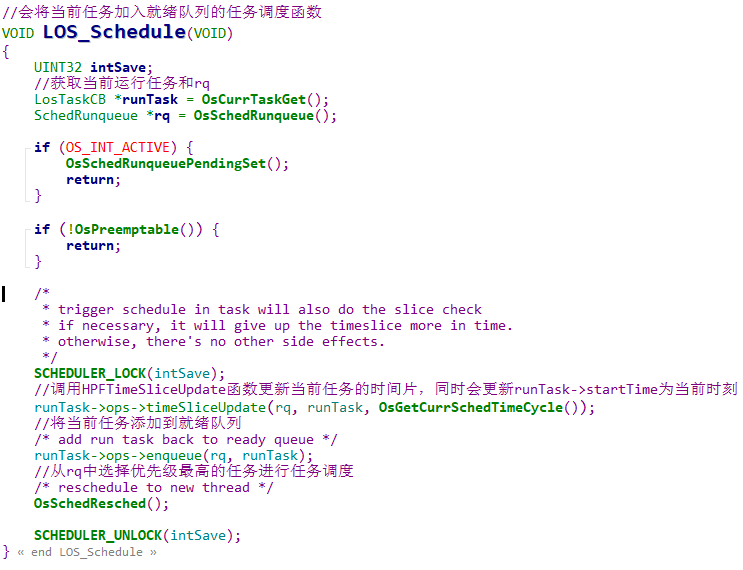 //会将当前任务加入就绪队列的任务调度函数
VOID LOS_Schedule(VOID)
{
    UINT32 intSave;
    //获取当前运行任务和rq
    LosTaskCB *runTask = OsCurrTaskGet();
    SchedRunqueue *rq = OsSchedRunqueue();

    if (OS_INT_ACTIVE) {
        OsSchedRunqueuePendingSet();
        return;
    }

    if (!OsPreemptable()) {
        return;
    }

    /*
     * trigger schedule in task will also do the slice check
     * if necessary, it will give up the timeslice more in time.
     * otherwise, there's no other side effects.
     */
    SCHEDULER_LOCK(intSave);
    //调用HPFTimeSliceUpdate函数更新当前任务的时间片，同时会更新runTask->startTime为当前时刻
    runTask->ops->timeSliceUpdate(rq, runTask, OsGetCurrSchedTimeCycle());
    //将当前任务添加到就绪队列
    /* add run task back to ready queue */
    runTask->ops->enqueue(rq, runTask);
    //从rq中选择优先级最高的任务进行任务调度
    /* reschedule to new thread */
    OsSchedResched();

    SCHEDULER_UNLOCK(intSave);
} « end LOS_Schedule »